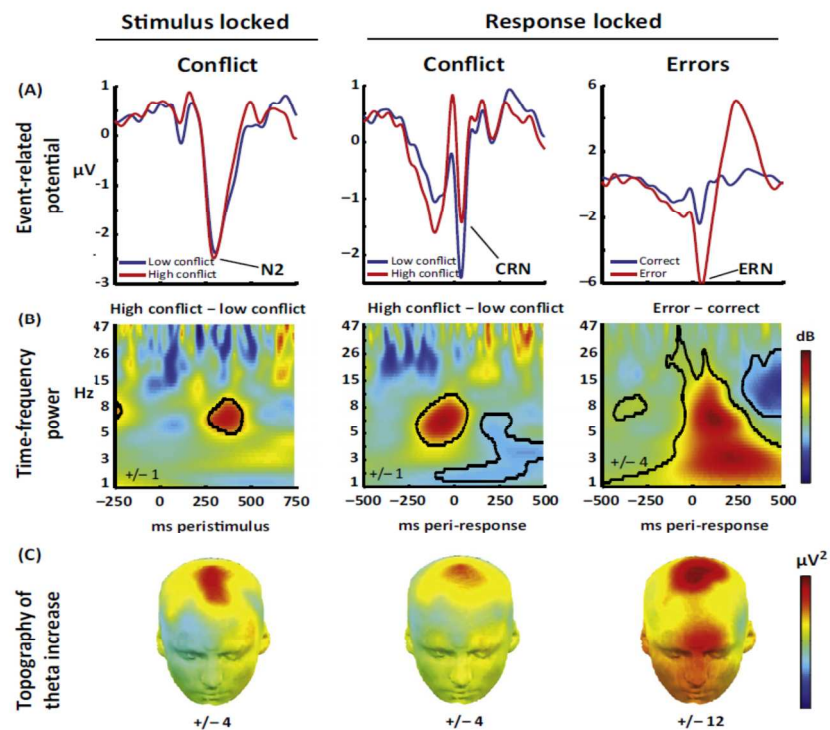 Stimulus locked Response locked
Conflict Conflict Errors
(A)
Event-related
potential
μV
1
0
−1
−2
−3
Low conflict
High conflict
N2
1
0
−1
−2
Low conflict
High conflict
CRN
6
2
−2
−6
Correct
Error
ERN
(B)
Time-frequency
power
Hz
High conflict – low conflict High conflict – low conflict Error – correct
47
26
15
8
5
3
1
+/− 1
−250 0 250 500 750
ms peristimulus
47
26
15
8
5
3
1
+/− 1
−500 −250 0 250 500
ms peri-response
47
26
15
8
5
3
1
+/− 4
−500 −250 0 250 500
ms peri-response
dB
(C)
Topography of
theta increase
+/− 4 +/− 4 +/− 12
μV²